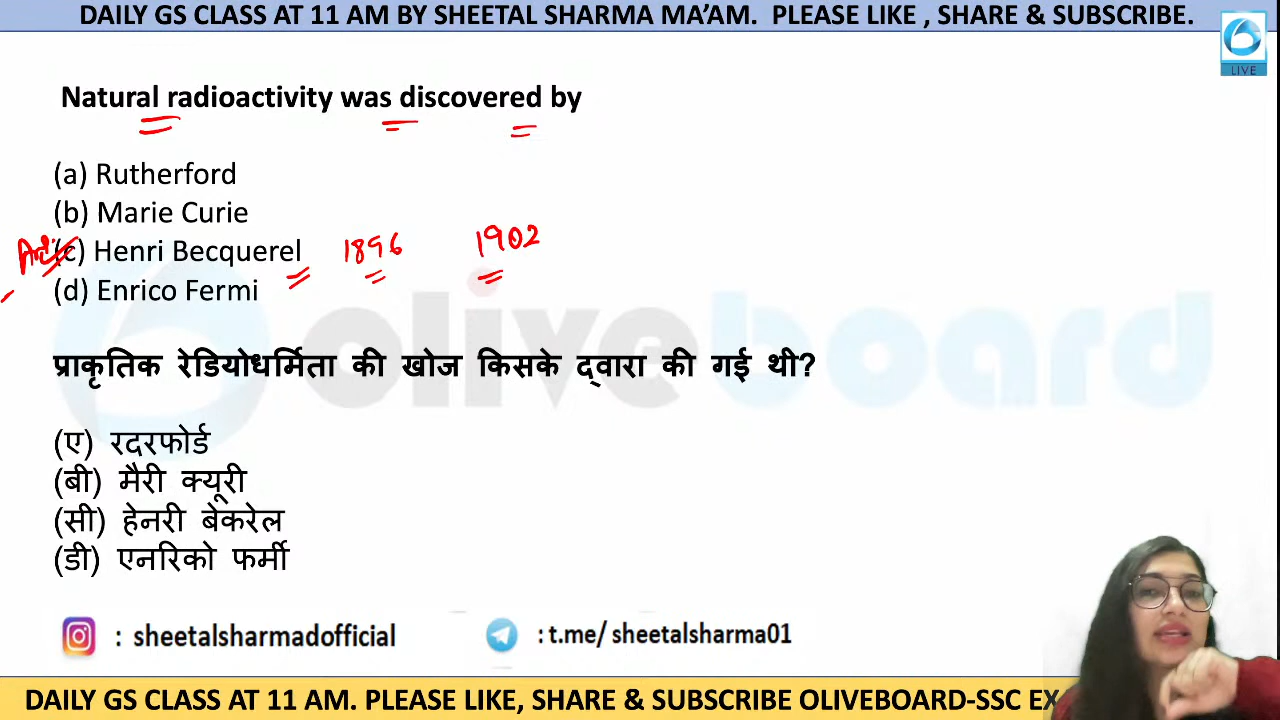 DAILY GS CLASS AT 11 AM BY SHEETAL SHARMA MA’AM. PLEASE LIKE , SHARE & SUBSCRIBE.
LIVE
Natural radioactivity was discovered by
(a) Rutherford
(b) Marie Curie
(c) Henri Becquerel 1896 1902
(d) Enrico Fermi
oliveboard
प्राकृतिक रेडियोधर्मिता की खोज किसके द्वारा की गई थी?
(ए) रदरफोर्ड
(बी) मैरी क्यूरी
(सी) हेनरी बेकरेल
(डी) एनरिको फर्मी
: sheetalsharmadofficial
: t.me/ sheetalsharma01
DAILY GS CLASS AT 11 AM. PLEASE LIKE, SHARE & SUBSCRIBE OLIVEBOARD-SSC EX